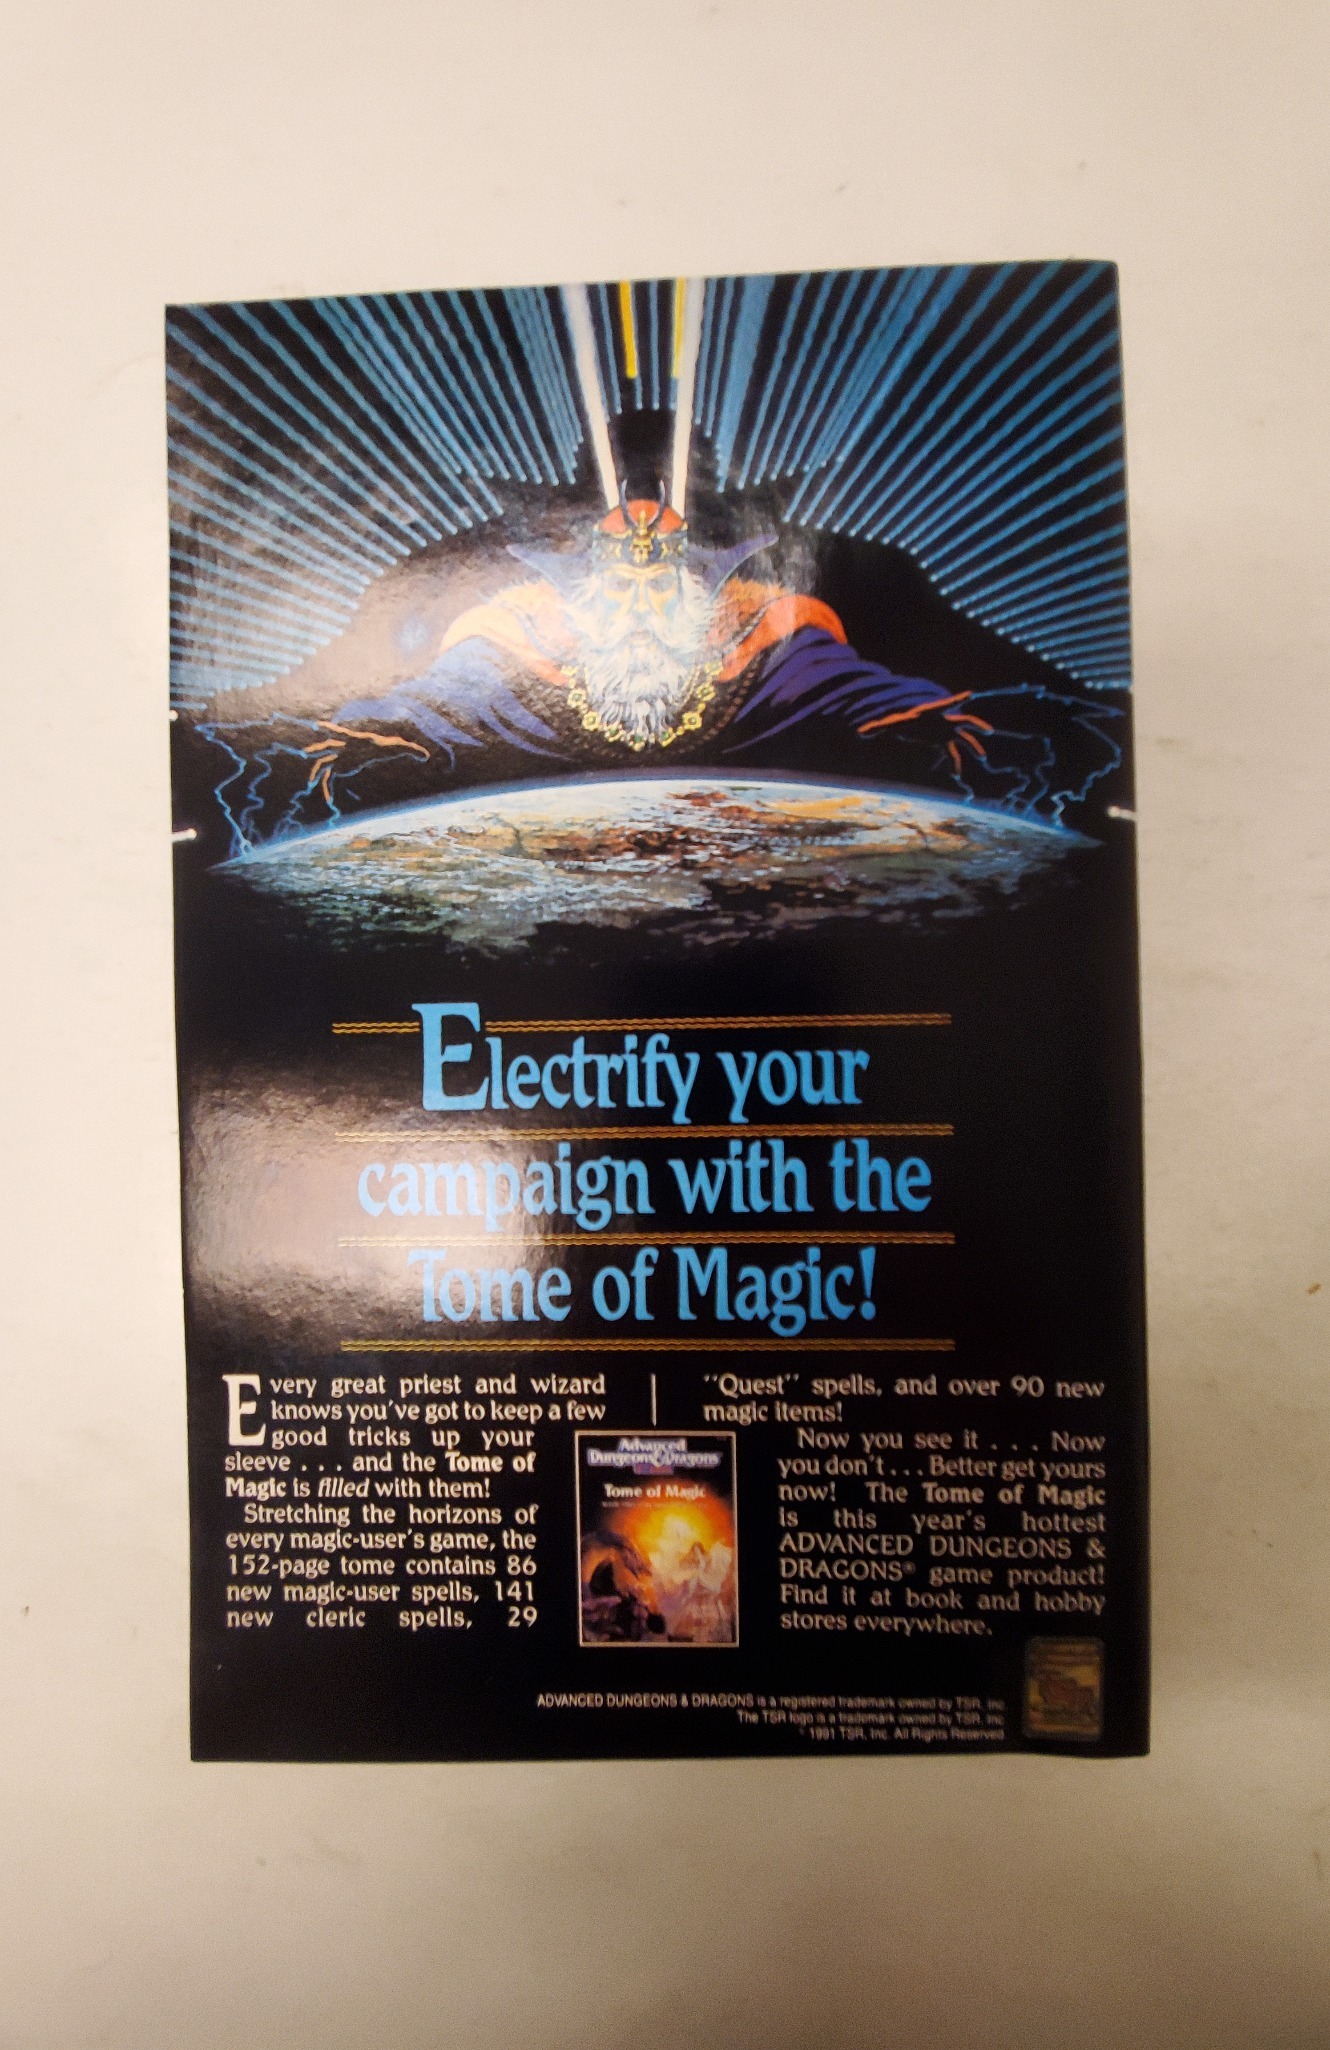 Electrify your
campaign with the
Tome of Magic!
Every great priest and wizard
knows you've got to keep a few
good tricks up your
sleeve . . . and the Tome of
Magic is filled with them!
Stretching the horizons of
every magic-user's game, the
152-page tome contains 86
new magic-user spells, 141
new cleric spells, 29
"Quest" spells, and over 90 new
magic items!
Now you see it . . . Now
you don't . . . Better get yours
now! The Tome of Magic
is this year's hottest
ADVANCED DUNGEONS &
DRAGONS® game product!
Find it at book and hobby
stores everywhere.
Advanced
Dungeons & Dragons
Tome of Magic
ADVANCED DUNGEONS & DRAGONS is a registered trademark owned by TSR, Inc.
The TSR logo is a trademark owned by TSR, Inc.
1991 TSR, Inc. All Rights Reserved.